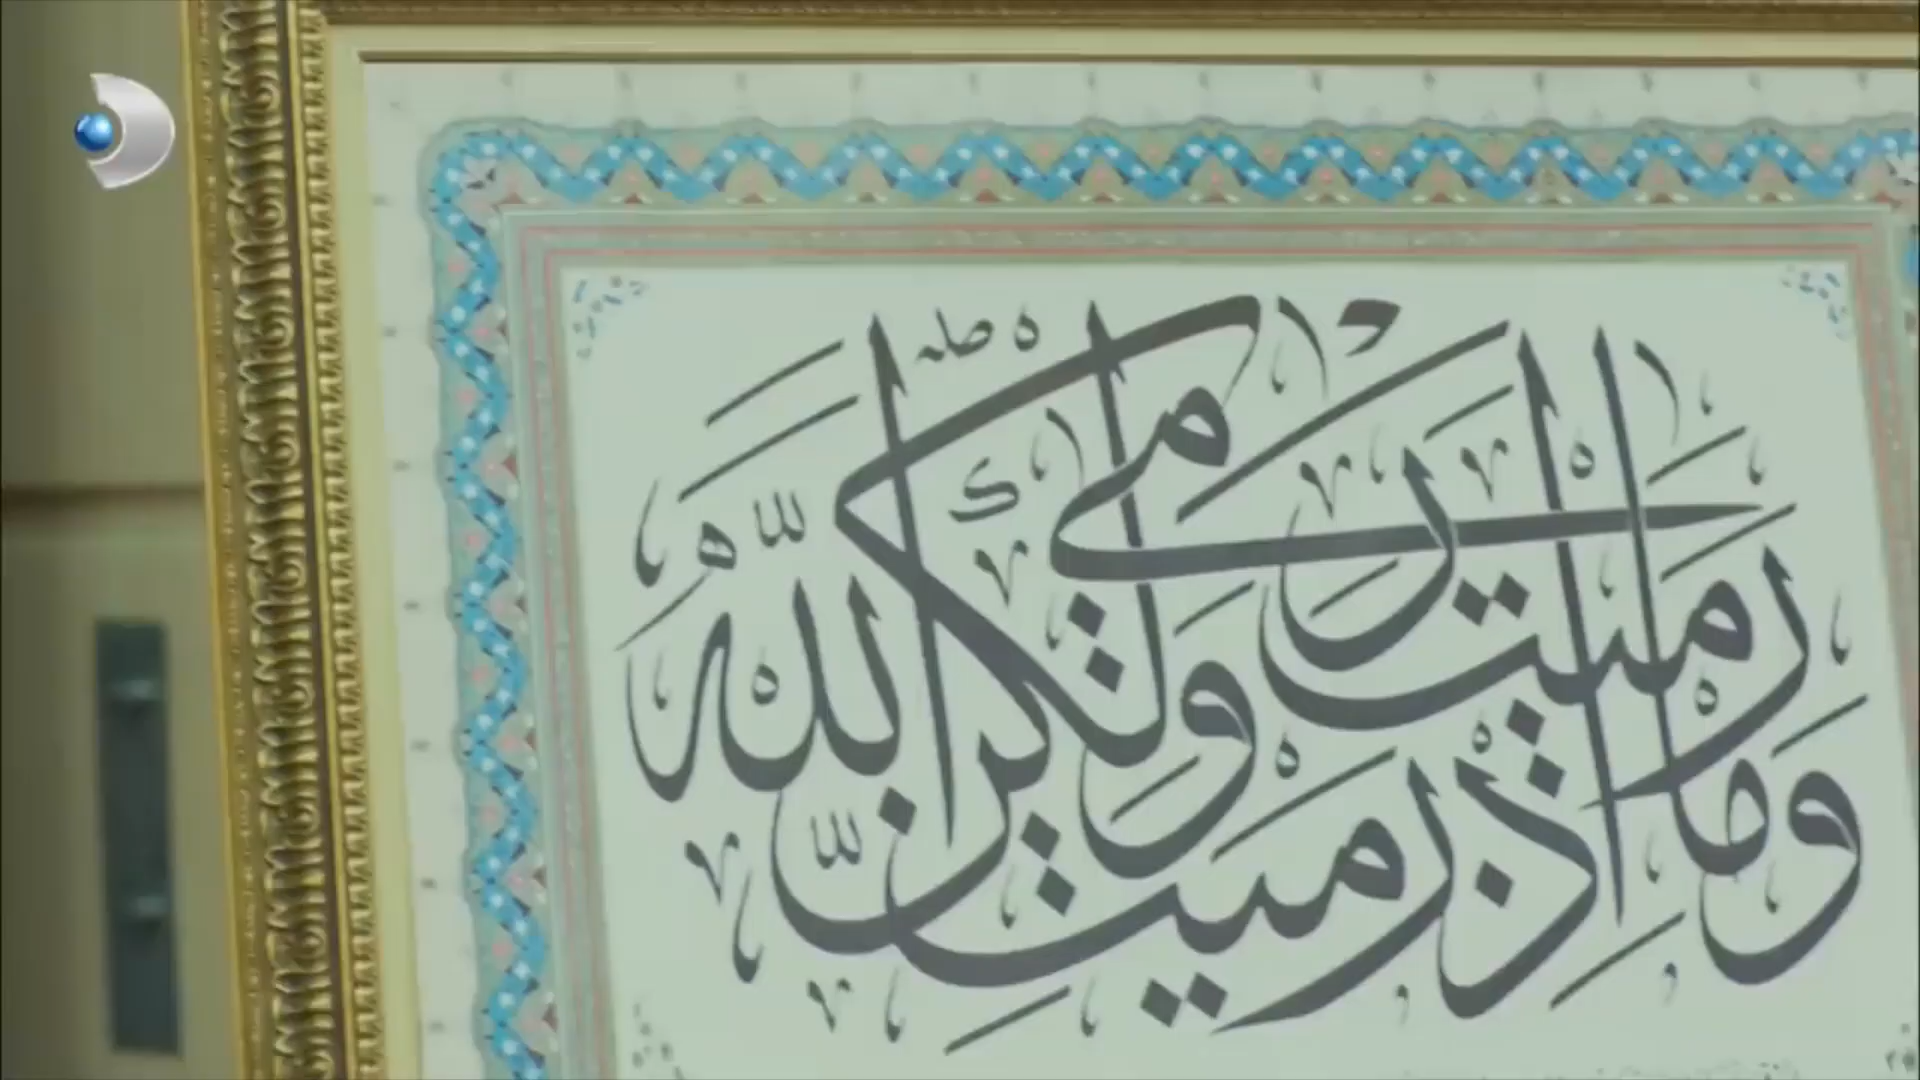 وَمَا رَمَيْتَ إِذْ رَمَيْتَ وَلَٰكِنَّ اللَّهَ رَمَىٰ